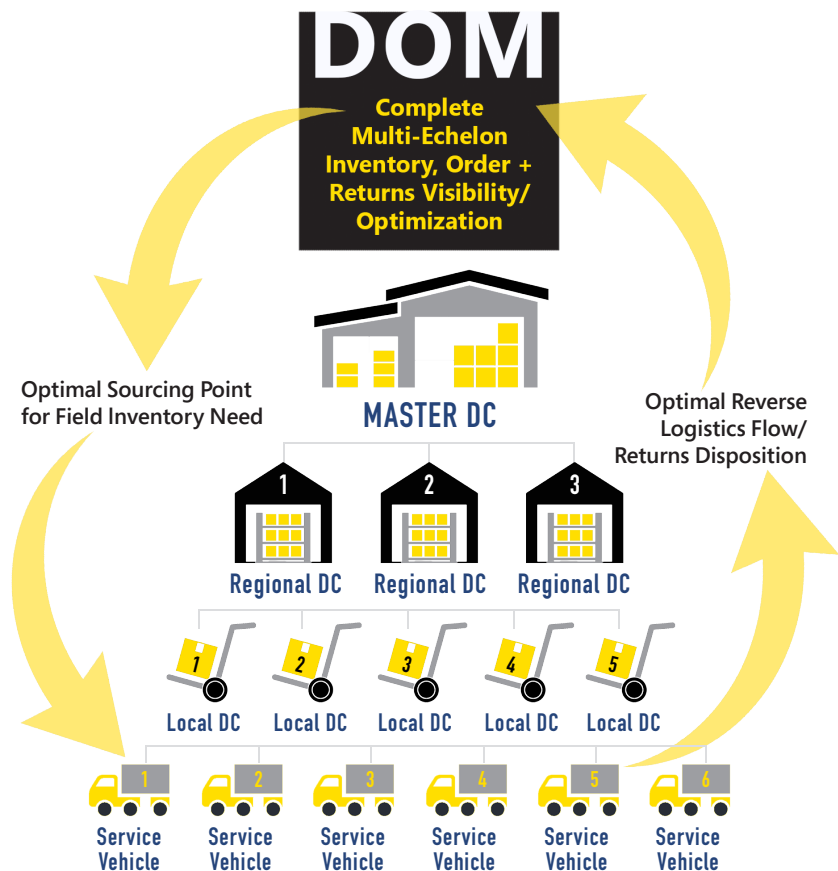 DOM
Complete
Multi-Echelon
Inventory, Order +
Returns Visibility/
Optimization
Optimal Sourcing Point
for Field Inventory Need
MASTER DC
Optimal Reverse
Logistics Flow/
Returns Disposition
1 2 3
Regional DC Regional DC Regional DC
1 2 3 4 5
Local DC Local DC Local DC Local DC Local DC
1 2 3 4 5 6
Service Service Service Service Service Service
Vehicle Vehicle Vehicle Vehicle Vehicle Vehicle